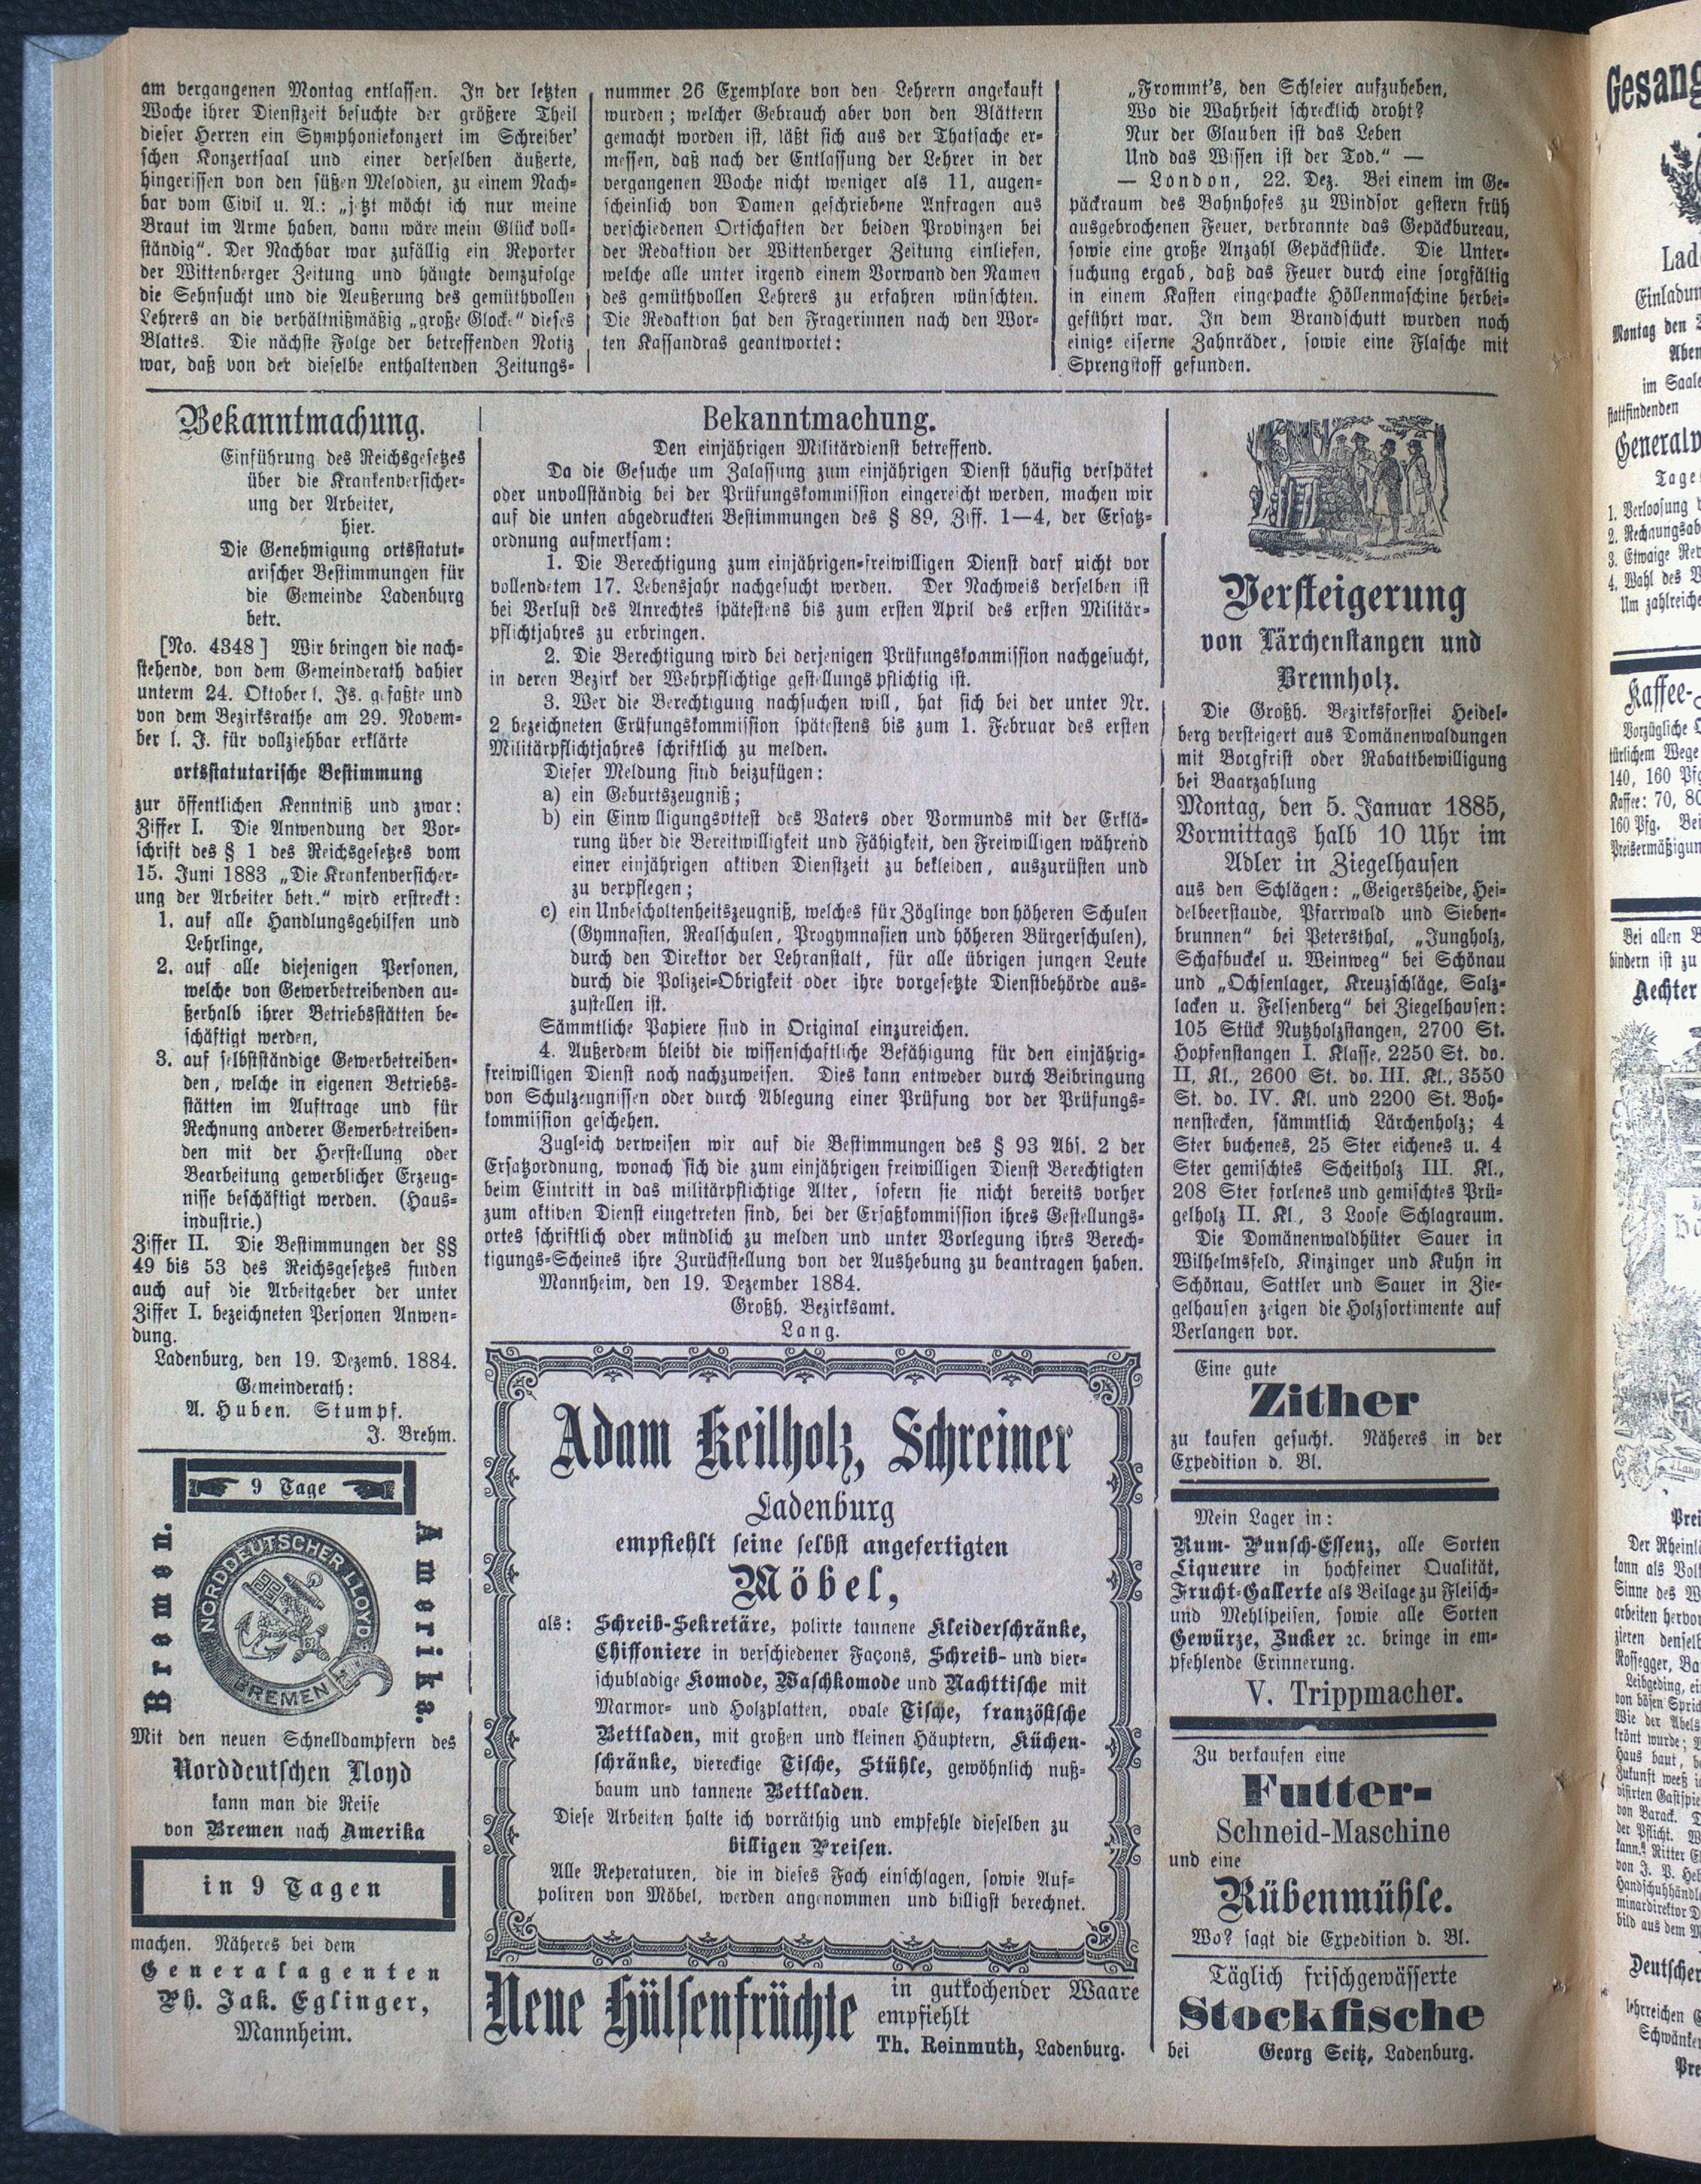 am vergangenen Montag entlassen. In der letzten
Woche ihrer Dienstzeit besuchte der größere Theil
dieser Herren ein Symphoniekonzert im Schreiber'
schen Konzertsaal und einer derselben äußerte,
hingerissen von den süßen Melodien, zu einem Nach-
bar vom Civil u. A.: „jetzt möcht ich nur meine
Braut im Arme haben, dann wäre mein Glück voll-
ständig“. Der Nachbar war zufällig ein Reporter
der Wittenberger Zeitung und hängte demzufolge
die Sehnsucht und die Aeußerung des gemüthvollen
Lehrers an die verhältnißmäßig „große Glocke“ dieses
Blattes. Die nächste Folge der betreffenden Notiz
war, daß von der dieselbe enthaltenden Zeitungs-
nummer 26 Exemplare von den Lehrern angekauft
wurden; welcher Gebrauch aber von den Blättern
gemacht worden ist, läßt sich aus der Thatsache er-
messen, daß nach der Entlassung der Lehrer in der
vergangenen Woche nicht weniger als 11, augen-
scheinlich von Damen geschriebene Anfragen aus
verschiedenen Ortschaften der beiden Provinzen bei
der Redaktion der Wittenberger Zeitung einliefen,
welche alle unter irgend einem Vorwand den Namen
des gemüthvollen Lehrers zu erfahren wünschten.
Die Redaktion hat den Fragerinnen nach den Wor-
ten Kassandras geantwortet:
„Frommt's, den Schleier aufzuheben,
Wo die Wahrheit schrecklich droht?
Nur der Glauben ist das Leben
Und das Wissen ist der Tod.“ —
— London, 22. Dez. Bei einem im Ge-
päckraum des Bahnhofes zu Windsor gestern früh
ausgebrochenen Feuer, verbrannte das Gepäckbureau,
sowie eine große Anzahl Gepäckstücke. Die Unter-
suchung ergab, daß das Feuer durch eine sorgfältig
in einem Kasten eingepackte Höllenmaschine herbei-
geführt war. In dem Brandschutt wurden noch
einige eiserne Zahnräder, sowie eine Flasche mit
Sprengstoff gefunden.
Bekanntmachung.
Einführung des Reichsgesetzes
über die Krankenversicher-
ung der Arbeiter,
hier.
Die Genehmigung ortsstatut-
arischer Bestimmungen für
die Gemeinde Ladenburg
betr.
[No. 4348] Wir bringen die nach-
stehende, von dem Gemeinderath dahier
unterm 24. Oktober l. Js. gefaßte und
von dem Bezirksrathe am 29. Novem-
ber l. J. für vollziehbar erklärte
ortsstatutarische Bestimmung
zur öffentlichen Kenntniß und zwar:
Ziffer I. Die Anwendung der Vor-
schrift des § 1 des Reichsgesetzes vom
15. Juni 1883 „Die Krankenversicher-
ung der Arbeiter betr.“ wird erstreckt:
1. auf alle Handlungsgehilfen und
Lehrlinge,
2. auf alle diejenigen Personen,
welche von Gewerbetreibenden au-
ßerhalb ihrer Betriebsstätten be-
schäftigt werden,
3. auf selbstständige Gewerbetreiben-
den, welche in eigenen Betriebs-
stätten im Auftrage und für
Rechnung anderer Gewerbetreiben-
den mit der Herstellung oder
Bearbeitung gewerblicher Erzeug-
nisse beschäftigt werden. (Haus-
industrie.)
Ziffer II. Die Bestimmungen der §§
49 bis 53 des Reichsgesetzes finden
auch auf die Arbeitgeber der unter
Ziffer I. bezeichneten Personen Anwen-
dung.
Ladenburg, den 19. Dezemb. 1884.
Gemeinderath:
A. Huben. Stumpf.
J. Brehm.
9 Tage
Bremen.
NORDDEUTSCHER LLOYD
BREMEN
Amerika.
Mit den neuen Schnelldampfern des
Norddeutschen Lloyd
kann man die Reise
von Bremen nach Amerika
in 9 Tagen
machen. Näheres bei dem
Generalagenten
Ph. Jak. Eglinger,
Mannheim.
Bekanntmachung.
Den einjährigen Militärdienst betreffend.
Da die Gesuche um Zalassung zum einjährigen Dienst häufig verspätet
oder unvollständig bei der Prüfungskommission eingereicht werden, machen wir
auf die unten abgedruckten Bestimmungen des § 89, Ziff. 1—4, der Ersatz-
ordnung aufmerksam:
1. Die Berechtigung zum einjährigen-freiwilligen Dienst darf nicht vor
vollendetem 17. Lebensjahr nachgesucht werden. Der Nachweis derselben ist
bei Verlust des Anrechtes spätestens bis zum ersten April des ersten Militär-
pflichtjahres zu erbringen.
2. Die Berechtigung wird bei derjenigen Prüfungskommission nachgesucht,
in deren Bezirk der Wehrpflichtige gestellungspflichtig ist.
3. Wer die Berechtigung nachsuchen will, hat sich bei der unter Nr.
2 bezeichneten Erüfungskommission spätestens bis zum 1. Februar des ersten
Militärpflichtjahres schriftlich zu melden.
Dieser Meldung sind beizufügen:
a) ein Geburtszeugniß;
b) ein Einwilligungsottest des Vaters oder Vormunds mit der Erklä-
rung über die Bereitwilligkeit und Fähigkeit, den Freiwilligen während
einer einjährigen aktiven Dienstzeit zu bekleiden, auszurüsten und
zu verpflegen;
c) ein Unbescholtenheitszeugniß, welches für Zöglinge von höheren Schulen
(Gymnasien, Realschulen, Progymnasien und höheren Bürgerschulen),
durch den Direktor der Lehranstalt, für alle übrigen jungen Leute
durch die Polizei-Obrigkeit oder ihre vorgesetzte Dienstbehörde aus-
zustellen ist.
Sämmtliche Papiere sind in Original einzureichen.
4. Außerdem bleibt die wissenschaftliche Befähigung für den einjährig-
freiwilligen Dienst noch nachzuweisen. Dies kann entweder durch Beibringung
von Schulzeugnissen oder durch Ablegung einer Prüfung vor der Prüfungs-
kommission geschehen.
Zugleich verweisen wir auf die Bestimmungen des § 93 Abs. 2 der
Ersatzordnung, wonach sich die zum einjährigen freiwilligen Dienst Berechtigten
beim Eintritt in das militärpflichtige Alter, sofern sie nicht bereits vorher
zum aktiven Dienst eingetreten sind, bei der Ersaßkommission ihres Gestellungs-
ortes schriftlich oder mündlich zu melden und unter Vorlegung ihres Berech-
tigungs-Scheines ihre Zurückstellung von der Aushebung zu beantragen haben.
Mannheim, den 19. Dezember 1884.
Großh. Bezirksamt.
Lang.
Adam Keilholz, Schreiner
Ladenburg
empfiehlt seine selbst angefertigten
Möbel,
als: Schreib-Sekretäre, polirte tannene Kleiderschränke,
Chiffoniere in verschiedener Façons, Schreib- und vier-
schubladige Komode, Waschkomode und Nachttische mit
Marmor- und Holzplatten, ovale Tische, französische
Bettladen, mit großen und kleinen Häuptern, Küchen-
schränke, viereckige Tische, Stühle, gewöhnlich nuß-
baum und tannene Bettladen.
Diese Arbeiten halte ich vorräthig und empfehle dieselben zu
billigen Preisen.
Alle Reperaturen, die in dieses Fach einschlagen, sowie Auf-
poliren von Möbel, werden angenommen und billigst berechnet.
Neue Hülsenfrüchte
in gutkochender Waare
empfiehlt
Th. Reinmuth, Ladenburg.
Versteigerung
von Lärchenstangen und
Brennholz.
Die Großh. Bezirksforstei Heidel-
berg versteigert aus Domänenwaldungen
mit Borgfrist oder Rabattbewilligung
bei Baarzahlung
Montag, den 5. Januar 1885,
Vormittags halb 10 Uhr im
Adler in Ziegelhausen
aus den Schlägen: „Geigersheide, Hei-
delbeerstaude, Pfarrwald und Sieben-
brunnen“ bei Petersthal, „Jungholz,
Schafbuckel u. Weinweg“ bei Schönau
und „Ochsenlager, Kreuzschläge, Salz-
lacken u. Felsenberg“ bei Ziegelhausen:
105 Stück Nutzholzstangen, 2700 St.
Hopfenstangen I. Klasse, 2250 St. do.
II. Kl., 2600 St. do. III. Kl., 3550
St. do. IV. Kl. und 2200 St. Boh-
nenstecken, sämmtlich Lärchenholz; 4
Ster buchenes, 25 Ster eichenes u. 4
Ster gemischtes Scheitholz III. Kl.,
208 Ster forlenes und gemischtes Prü-
gelholz II. Kl., 3 Loose Schlagraum.
Die Domänenwaldhüter Sauer in
Wilhelmsfeld, Kinzinger und Kuhn in
Schönau, Sattler und Sauer in Zie-
gelhausen zeigen die Holzsortimente auf
Verlangen vor.
Eine gute
Zither
zu kaufen gesucht. Näheres in der
Expedition d. Bl.
Mein Lager in:
Rum- Punsch-Essenz, alle Sorten
Liqueure in hochfeiner Qualität,
Frucht-Gallerte als Beilage zu Fleisch-
und Mehlspeisen, sowie alle Sorten
Gewürze, Zucker ꝛc. bringe in em-
pfehlende Erinnerung.
V. Trippmacher.
Zu verkaufen eine
Futter-
Schneid-Maschine
und eine
Rübenmühle.
Wo? sagt die Expedition d. Bl.
Täglich frischgewässerte
Stockfische
bei Georg Seitz, Ladenburg.